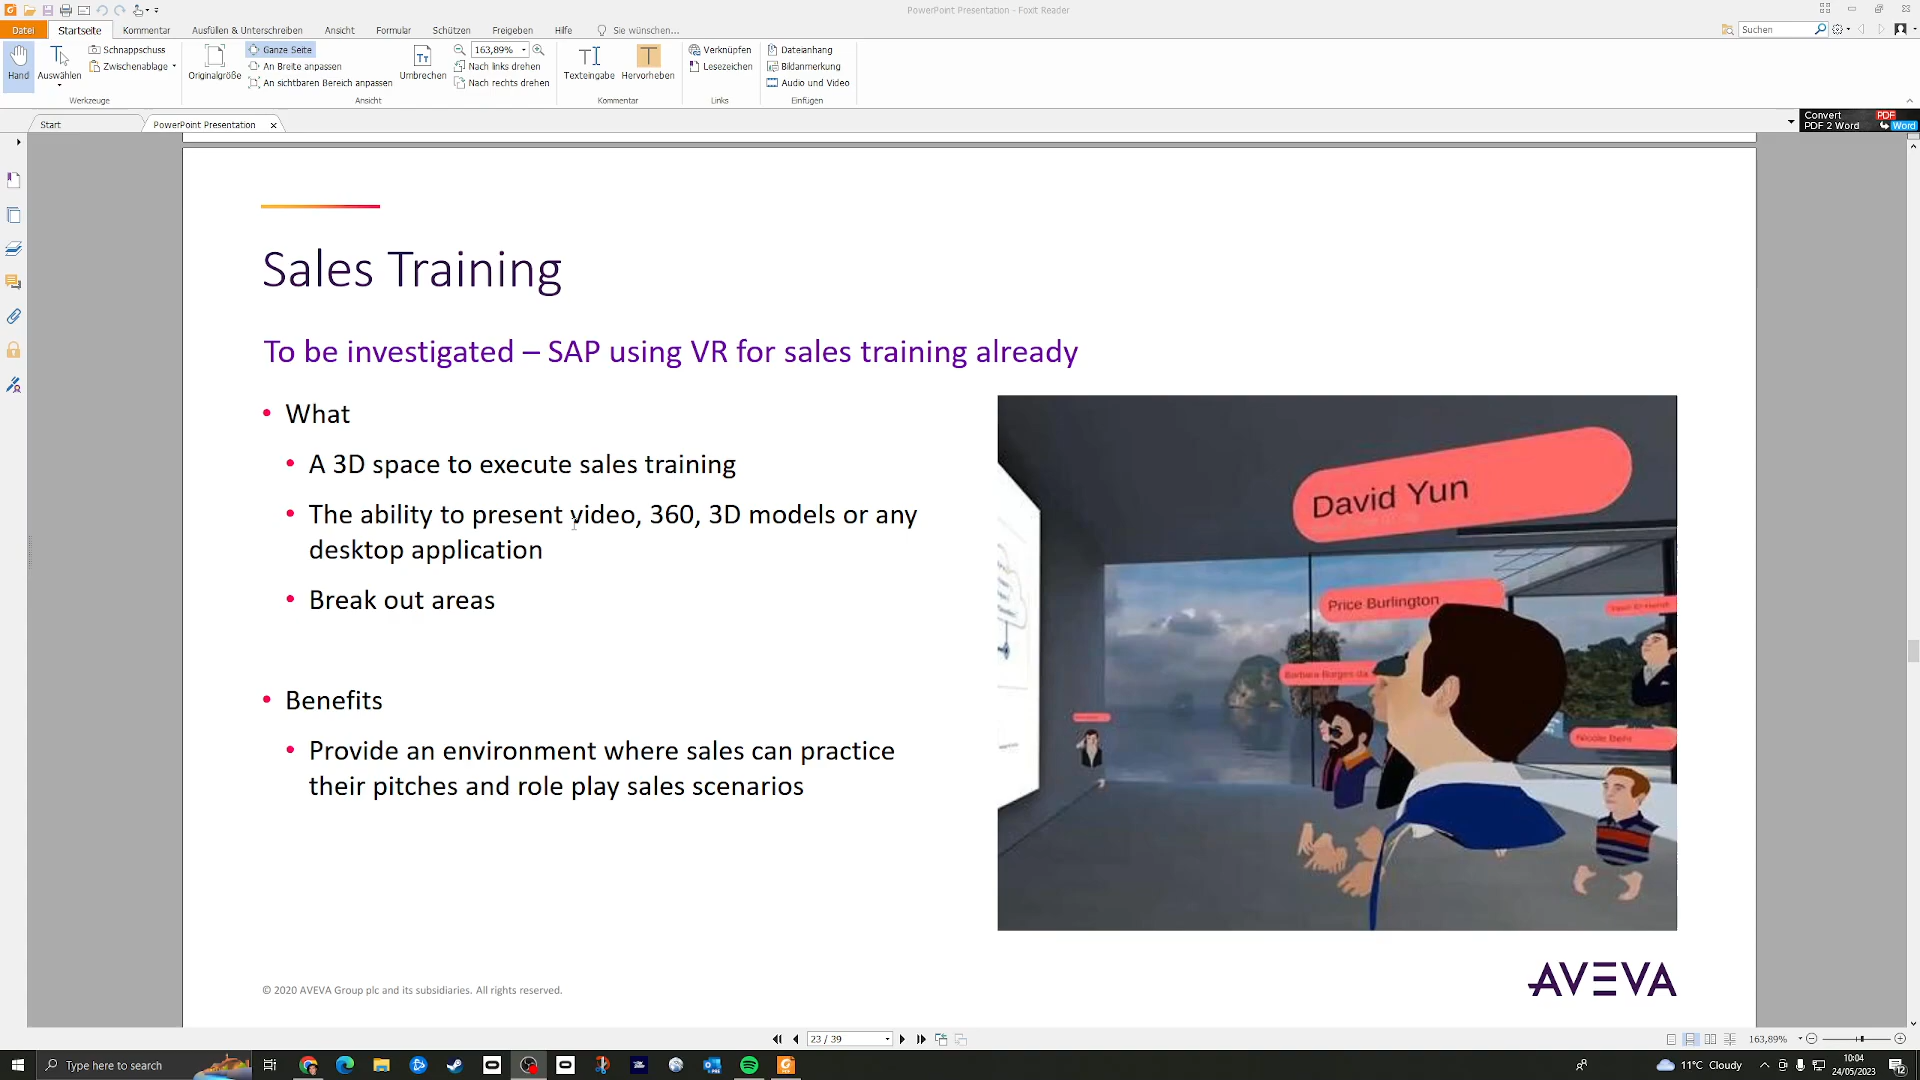 PowerPoint Presentation - Foxit Reader
Datei
Startseite
Kommentar
Ausfüllen & Unterschreiben
Ansicht
Formular
Schützen
Freigeben
Hilfe
Sie wünschen...
Suchen
Hand
Auswählen
Schnappschuss
Zwischenablage
Werkzeuge
Originalgröße
Ganze Seite
An Breite anpassen
An sichtbaren Bereich anpassen
Umbrechen
163,89%
Nach links drehen
Nach rechts drehen
Ansicht
Texteingabe
Hervorheben
Kommentar
Verknüpfen
Lesezeichen
Links
Dateianhang
Bildanmerkung
Audio und Video
Einfügen
Start
PowerPoint Presentation
Convert PDF
PDF 2 Word Word
Sales Training
To be investigated – SAP using VR for sales training already
• What
• A 3D space to execute sales training
• The ability to present video, 360, 3D models or any
desktop application
• Break out areas
• Benefits
• Provide an environment where sales can practice
their pitches and role play sales scenarios
David Yun
Price Burlington
Barbara Borges da
Nicole Behr
© 2020 AVEVA Group plc and its subsidiaries. All rights reserved.
AVEVA
23 / 39
163,89%
Type here to search
11°C Cloudy
10:04
24/05/2023